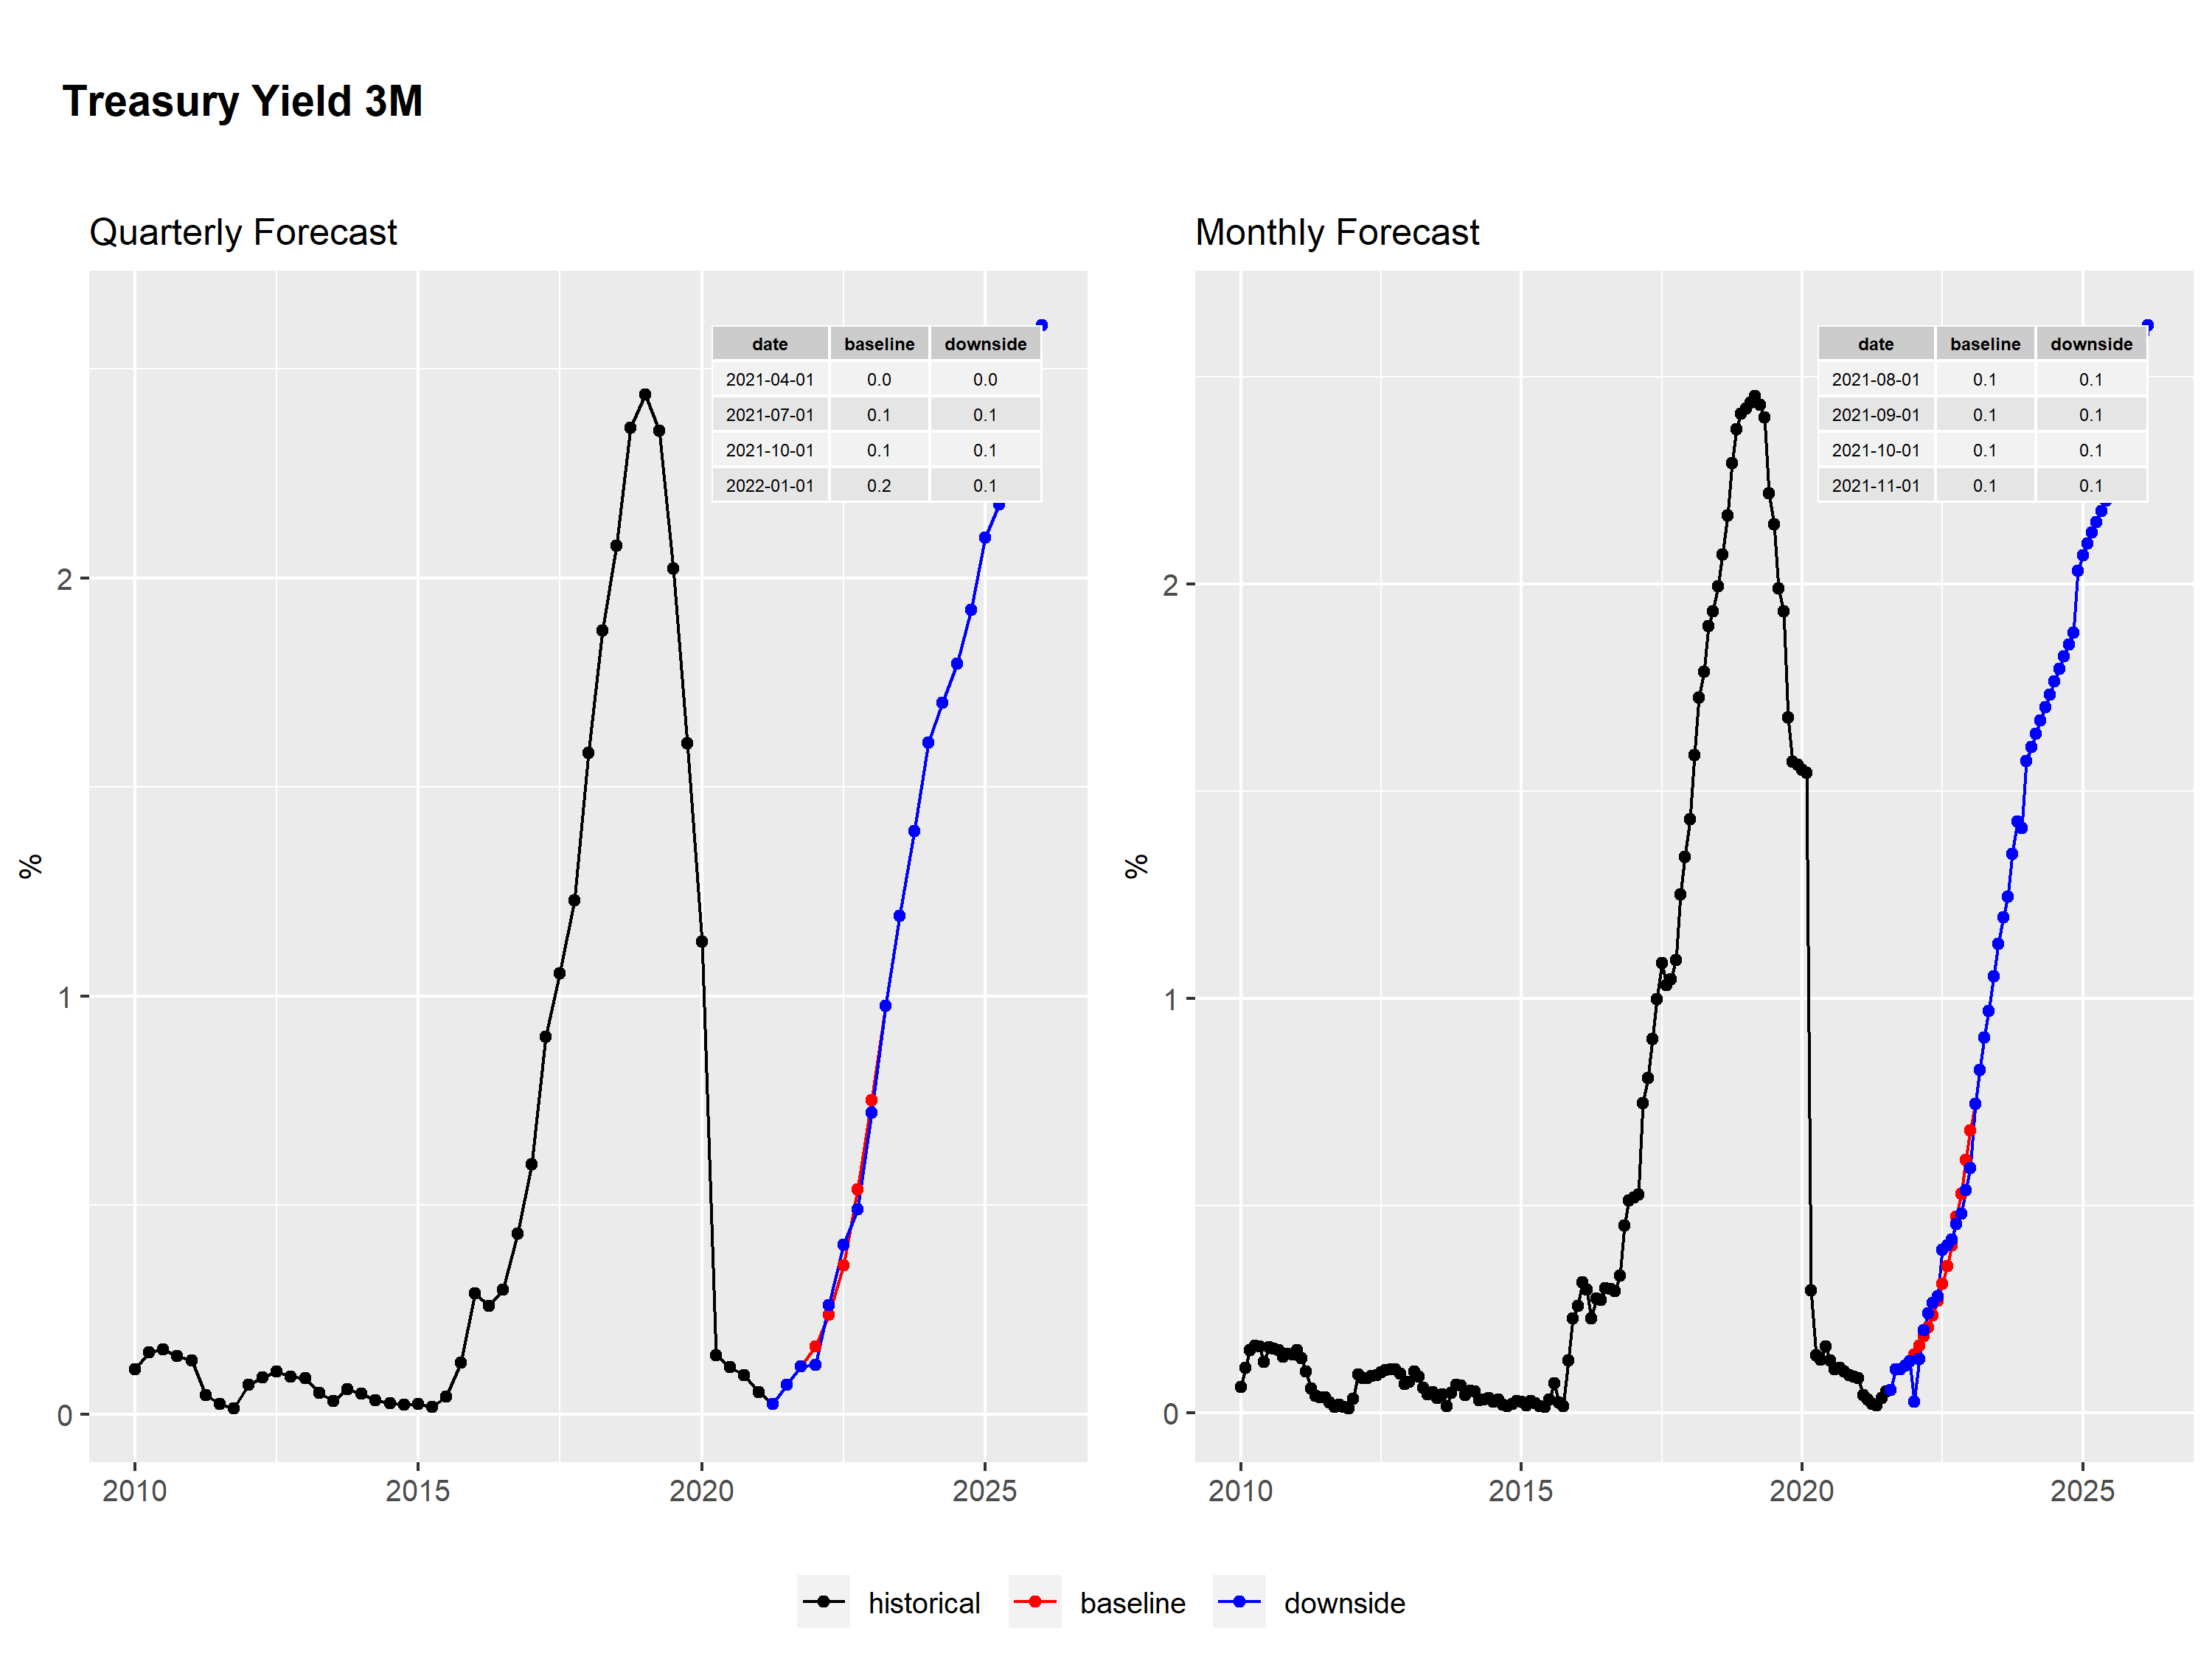 Treasury Yield 3M
Quarterly Forecast
%
2
1
0
2010 2015 2020 2025
date baseline downside
2021-04-01 0.0 0.0
2021-07-01 0.1 0.1
2021-10-01 0.1 0.1
2022-01-01 0.2 0.1
Monthly Forecast
%
2
1
0
2010 2015 2020 2025
date baseline downside
2021-08-01 0.1 0.1
2021-09-01 0.1 0.1
2021-10-01 0.1 0.1
2021-11-01 0.1 0.1
historical baseline downside